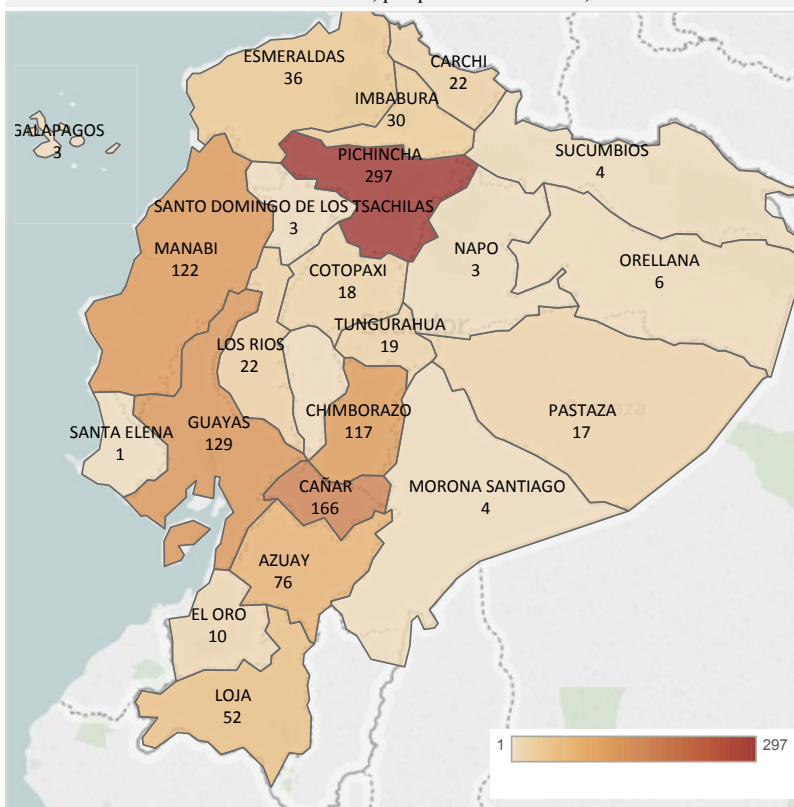 ESMERALDAS
36
CARCHI
22
IMBABURA
30
GALAPAGOS
3
PICHINCHA
297
SUCUMBIOS
4
SANTO DOMINGO DE LOS TSACHILAS
3
MANABI
122
NAPO
3
ORELLANA
6
COTOPAXI
18
TUNGURAHUA
19
LOS RIOS
22
CHIMBORAZO
117
PASTAZA
17
GUAYAS
129
SANTA ELENA
1
CAÑAR
166
MORONA SANTIAGO
4
AZUAY
76
EL ORO
10
LOJA
52
1
297